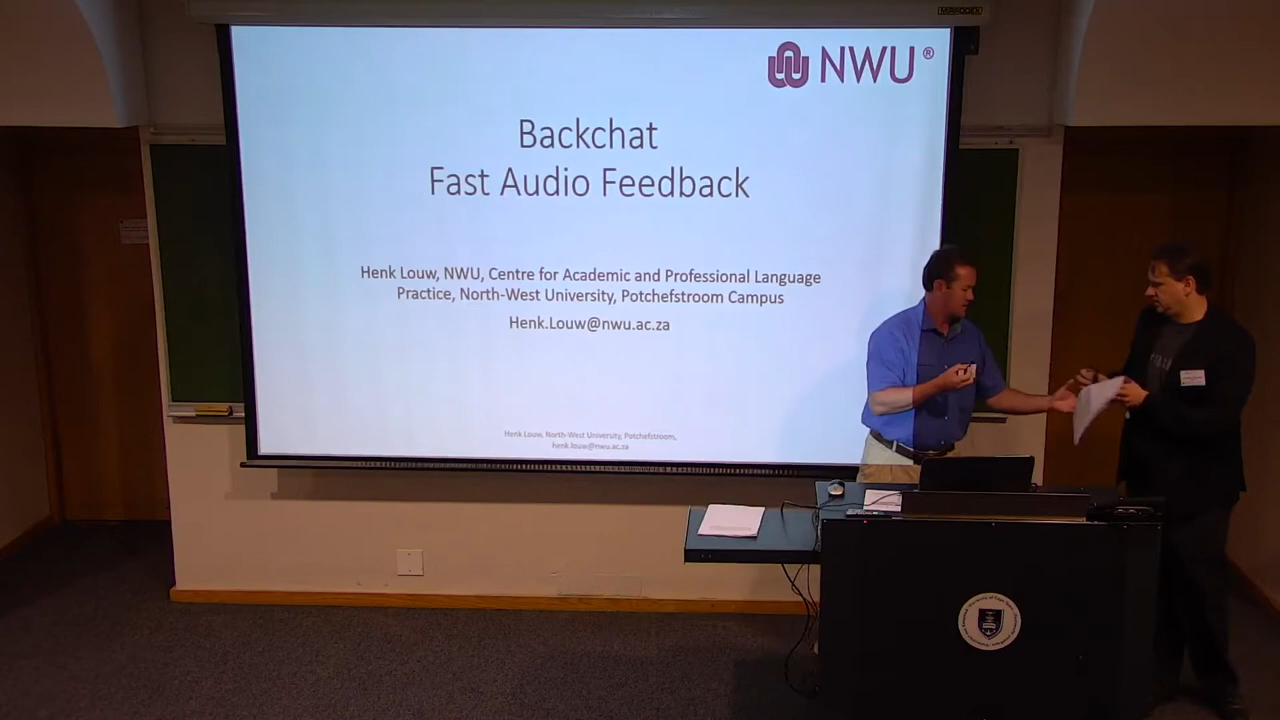 NWU®
Backchat
Fast Audio Feedback
Henk Louw, NWU, Centre for Academic and Professional Language
Practice, North-West University, Potchefstroom Campus
Henk.Louw@nwu.ac.za
Henk Louw, North-West University, Potchefstroom,
henk.louw@nwu.ac.za